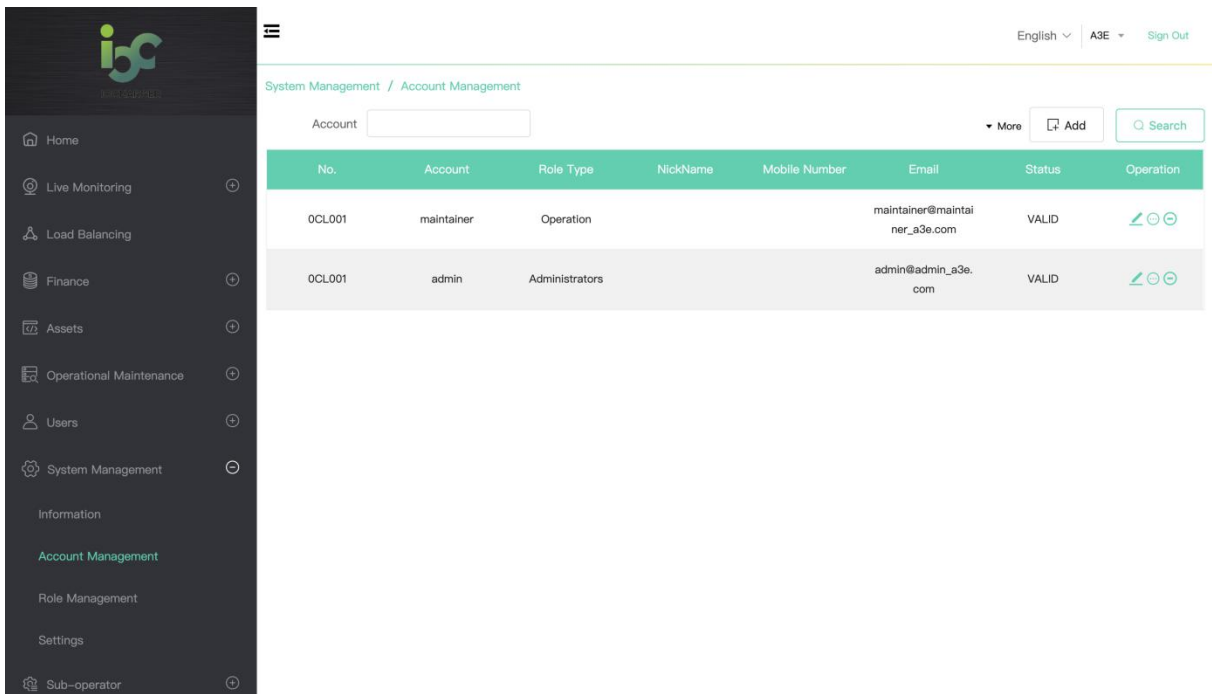 English A3E Sign Out
System Management / Account Management
Account More Add Search
No. Account Role Type NickName Mobile Number Email Status Operation
0CL001 maintainer Operation maintainer@maintai VALID
ner_a3e.com
0CL001 admin Administrators admin@admin_a3e. VALID
com
Home
Live Monitoring
Load Balancing
Finance
Assets
Operational Maintenance
Users
System Management
Information
Account Management
Role Management
Settings
Sub-operator